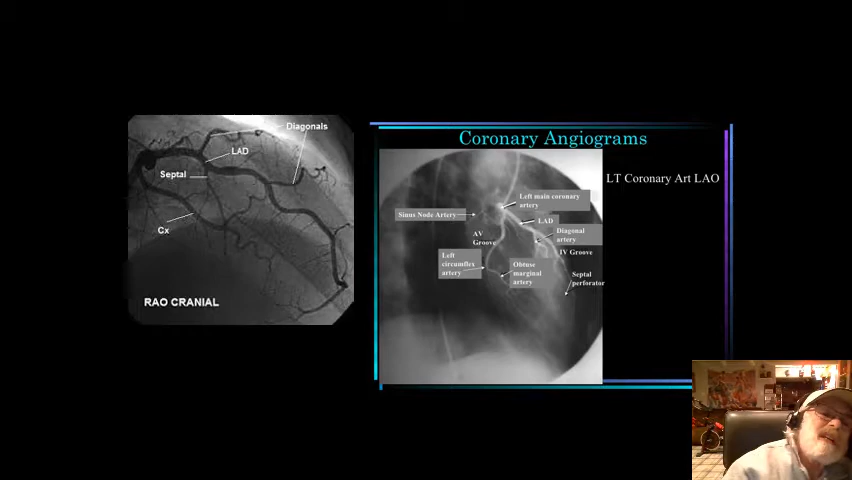 Diagonals
LAD
Septal
Cx
RAO CRANIAL
Coronary Angiograms
LT Coronary Art LAO
Left main coronary
artery
Sinus Node Artery
LAD
Diagonal
artery
AV
Groove
IV Groove
Left
circumflex
artery
Obtuse
marginal
artery
Septal
perforator